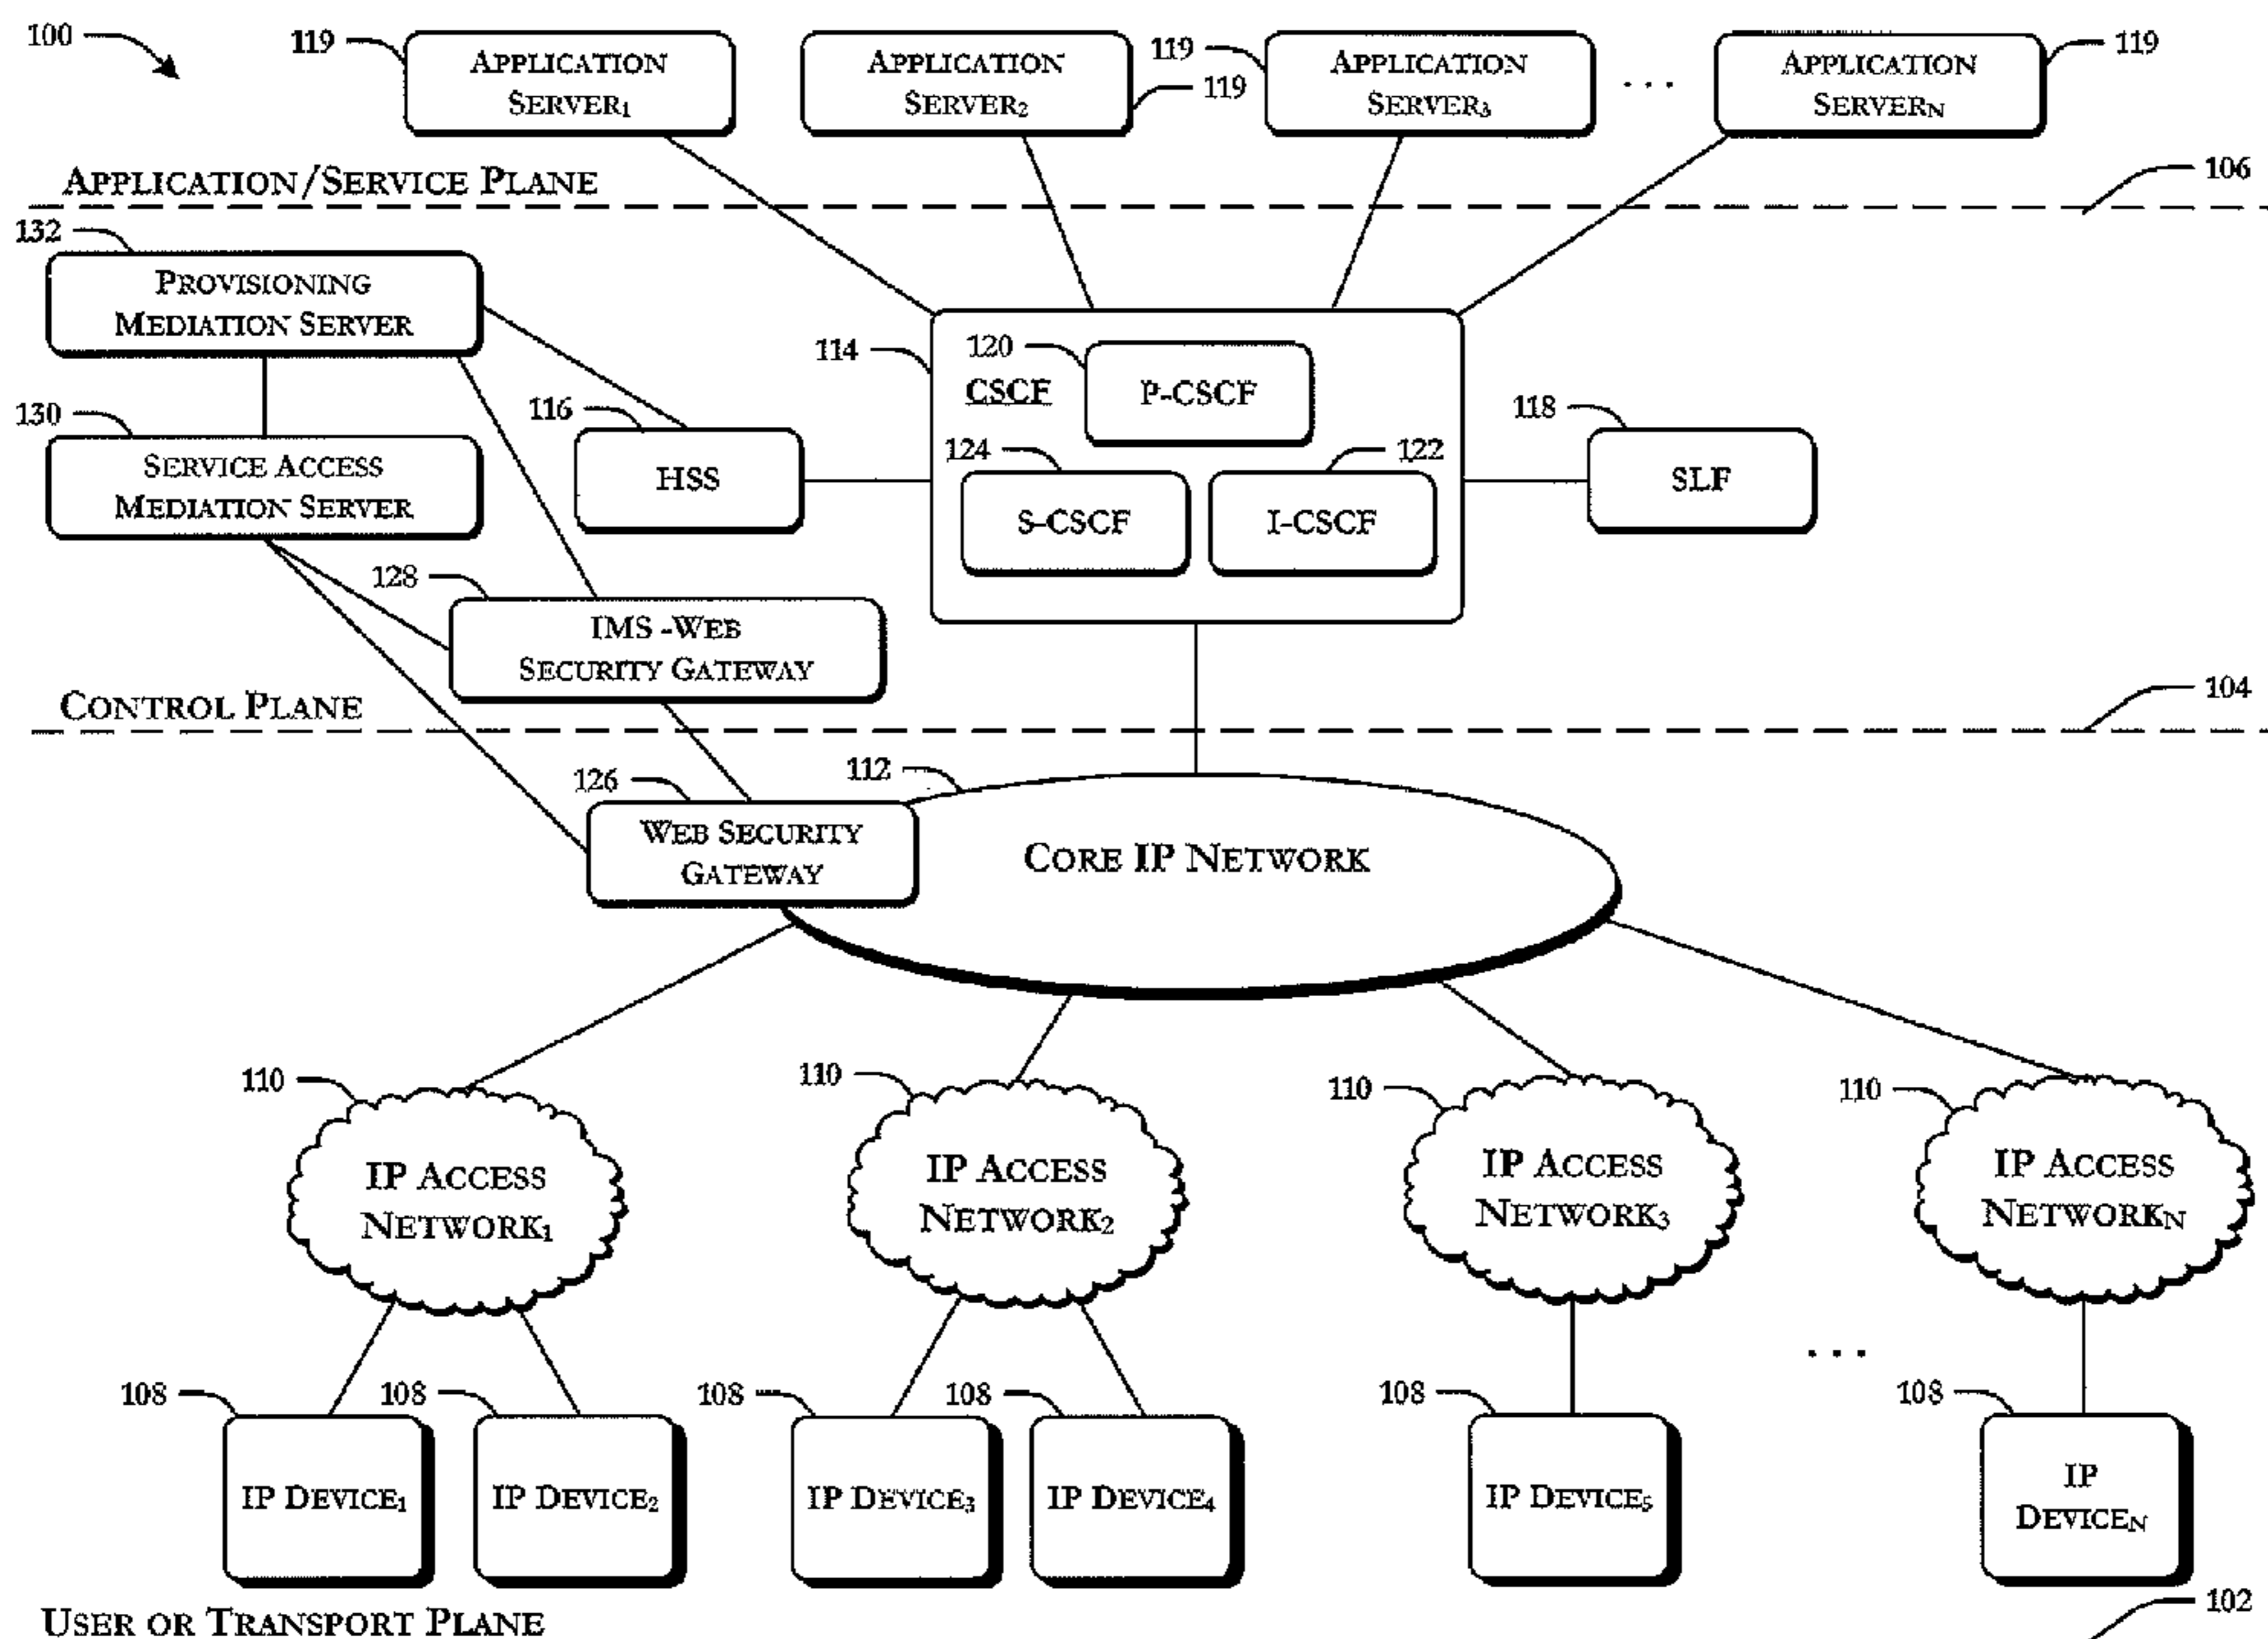 100
119
APPLICATION
SERVER1
APPLICATION
SERVER2
119
119
APPLICATION
SERVER3
...
APPLICATION
SERVERN
119
APPLICATION/SERVICE PLANE
106
132
PROVISIONING
MEDIATION SERVER
130
SERVICE ACCESS
MEDIATION SERVER
116
HSS
114
CSCF
120
P-CSCF
124
S-CSCF
122
I-CSCF
118
SLF
128
IMS -WEB
SECURITY GATEWAY
CONTROL PLANE
104
126
WEB SECURITY
GATEWAY
112
CORE IP NETWORK
110
IP ACCESS
NETWORK1
110
IP ACCESS
NETWORK2
110
IP ACCESS
NETWORK3
110
IP ACCESS
NETWORKN
...
108
IP DEVICE1
108
IP DEVICE2
108
IP DEVICE3
108
IP DEVICE4
108
IP DEVICE5
108
IP
DEVICEN
USER OR TRANSPORT PLANE
102